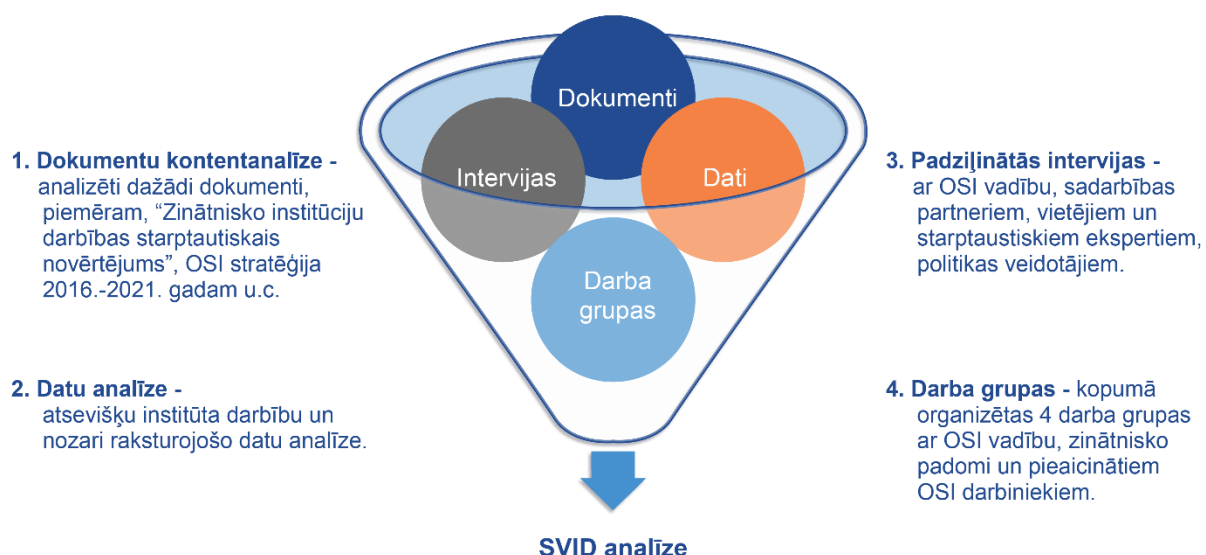 Dokumenti
Intervijas
Dati
Darba
grupas
1. Dokumentu kontentanalīze -
analizēti dažādi dokumenti,
piemēram, “Zinātnisko institūciju
darbības starptautiskais
novērtējums”, OSI stratēģija
2016.-2021. gadam u.c.
2. Datu analīze -
atsevišķu institūta darbību un
nozari raksturojošo datu analīze.
3. Padziļinātās intervijas -
ar OSI vadību, sadarbības
partneriem, vietējiem un
starptaustiskiem ekspertiem,
politikas veidotājiem.
4. Darba grupas - kopumā
organizētas 4 darba grupas
ar OSI vadību, zinātnisko
padomi un pieaicinātiem
OSI darbiniekiem.
SVID analīze